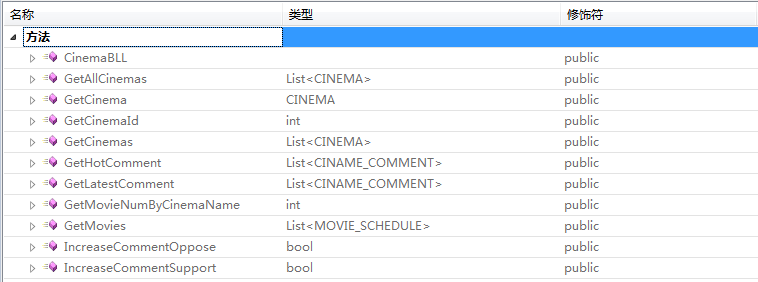 名称 类型 修饰符
方法
CinemaBLL public
GetAllCinemas List<CINEMA> public
GetCinema CINEMA public
GetCinemaId int public
GetCinemas List<CINEMA> public
GetHotComment List<CINAME_COMMENT> public
GetLatestComment List<CINAME_COMMENT> public
GetMovieNumByCinemaName int public
GetMovies List<MOVIE_SCHEDULE> public
IncreaseCommentOppose bool public
IncreaseCommentSupport bool public